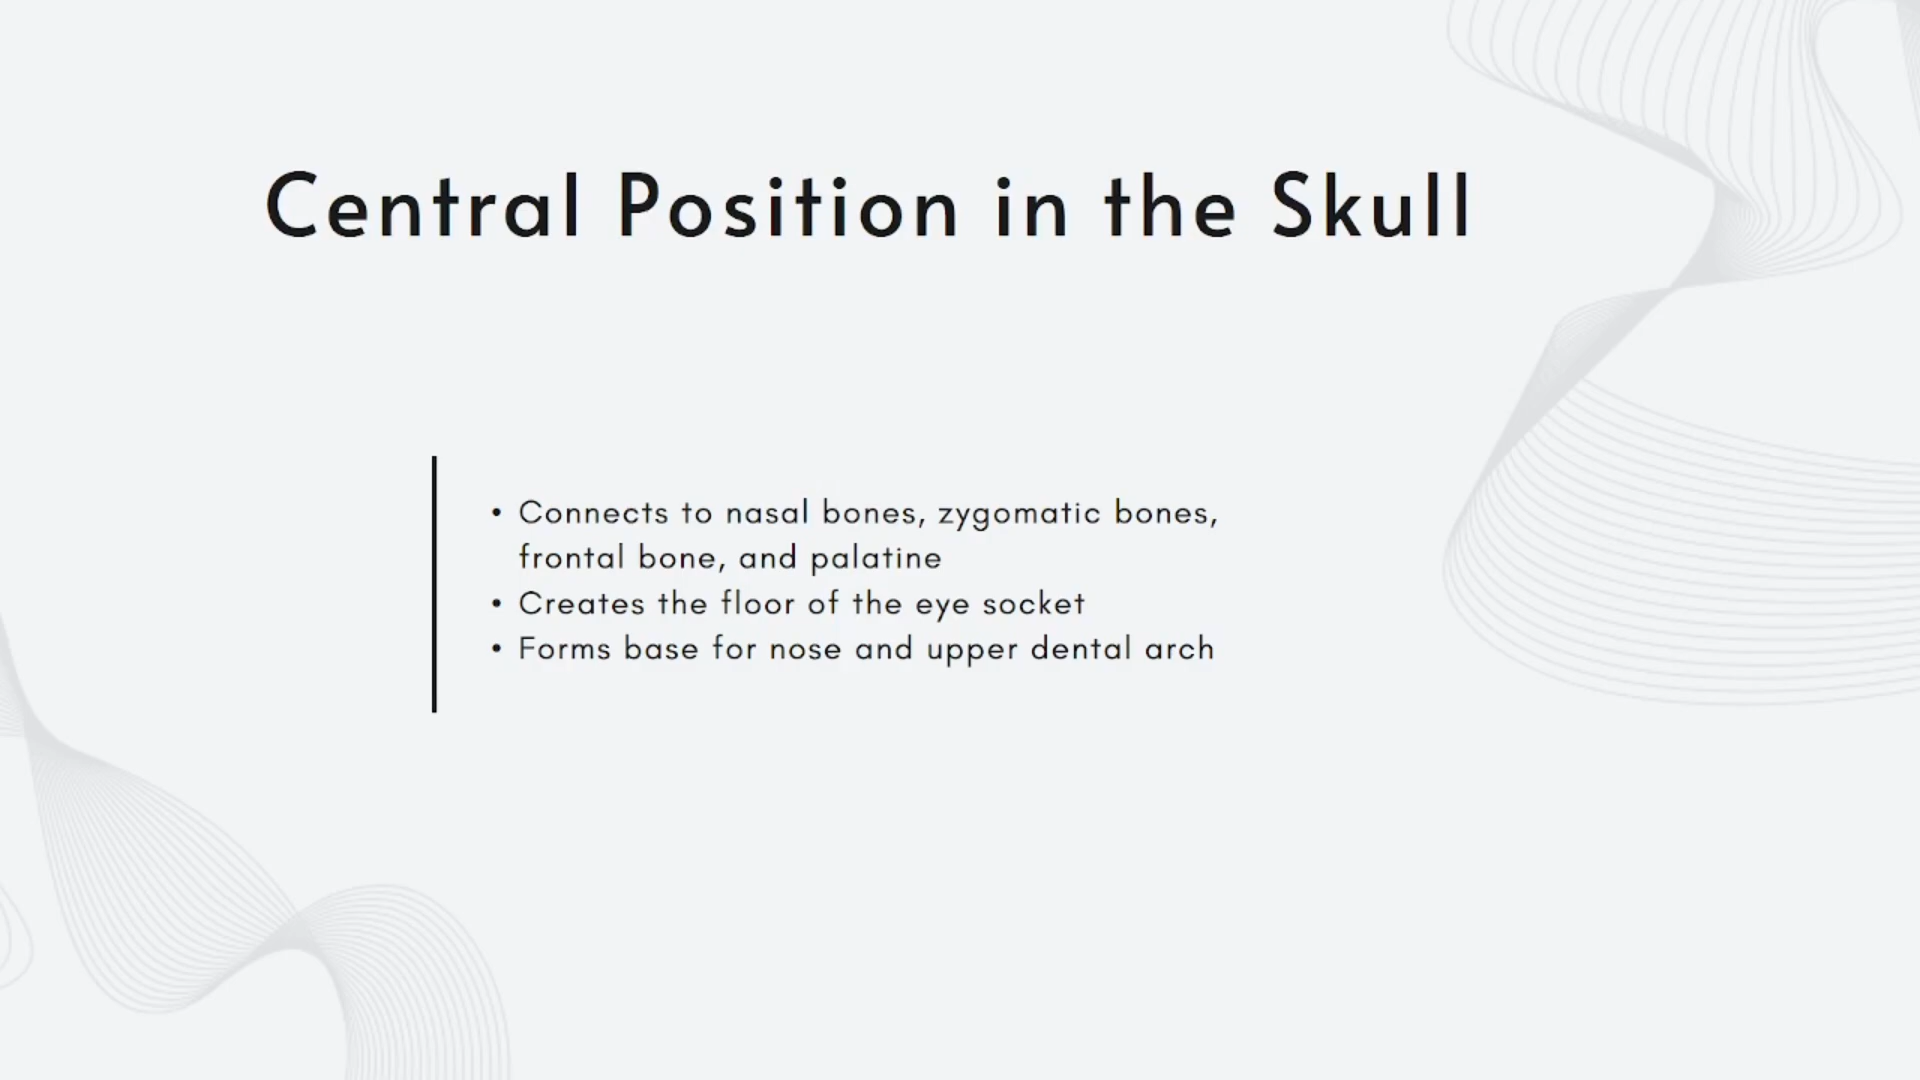 Central Position in the Skull
• Connects to nasal bones, zygomatic bones,
frontal bone, and palatine
• Creates the floor of the eye socket
• Forms base for nose and upper dental arch